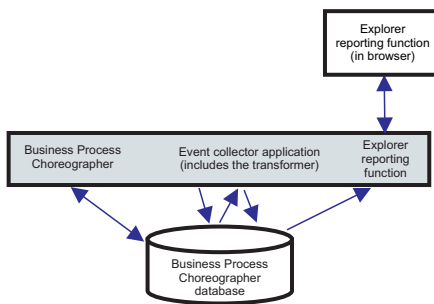 Explorer
reporting function
(in browser)
Business Process
Choreographer
Event collector application
(includes the transformer)
Explorer
reporting
function
Business Process
Choreographer
database